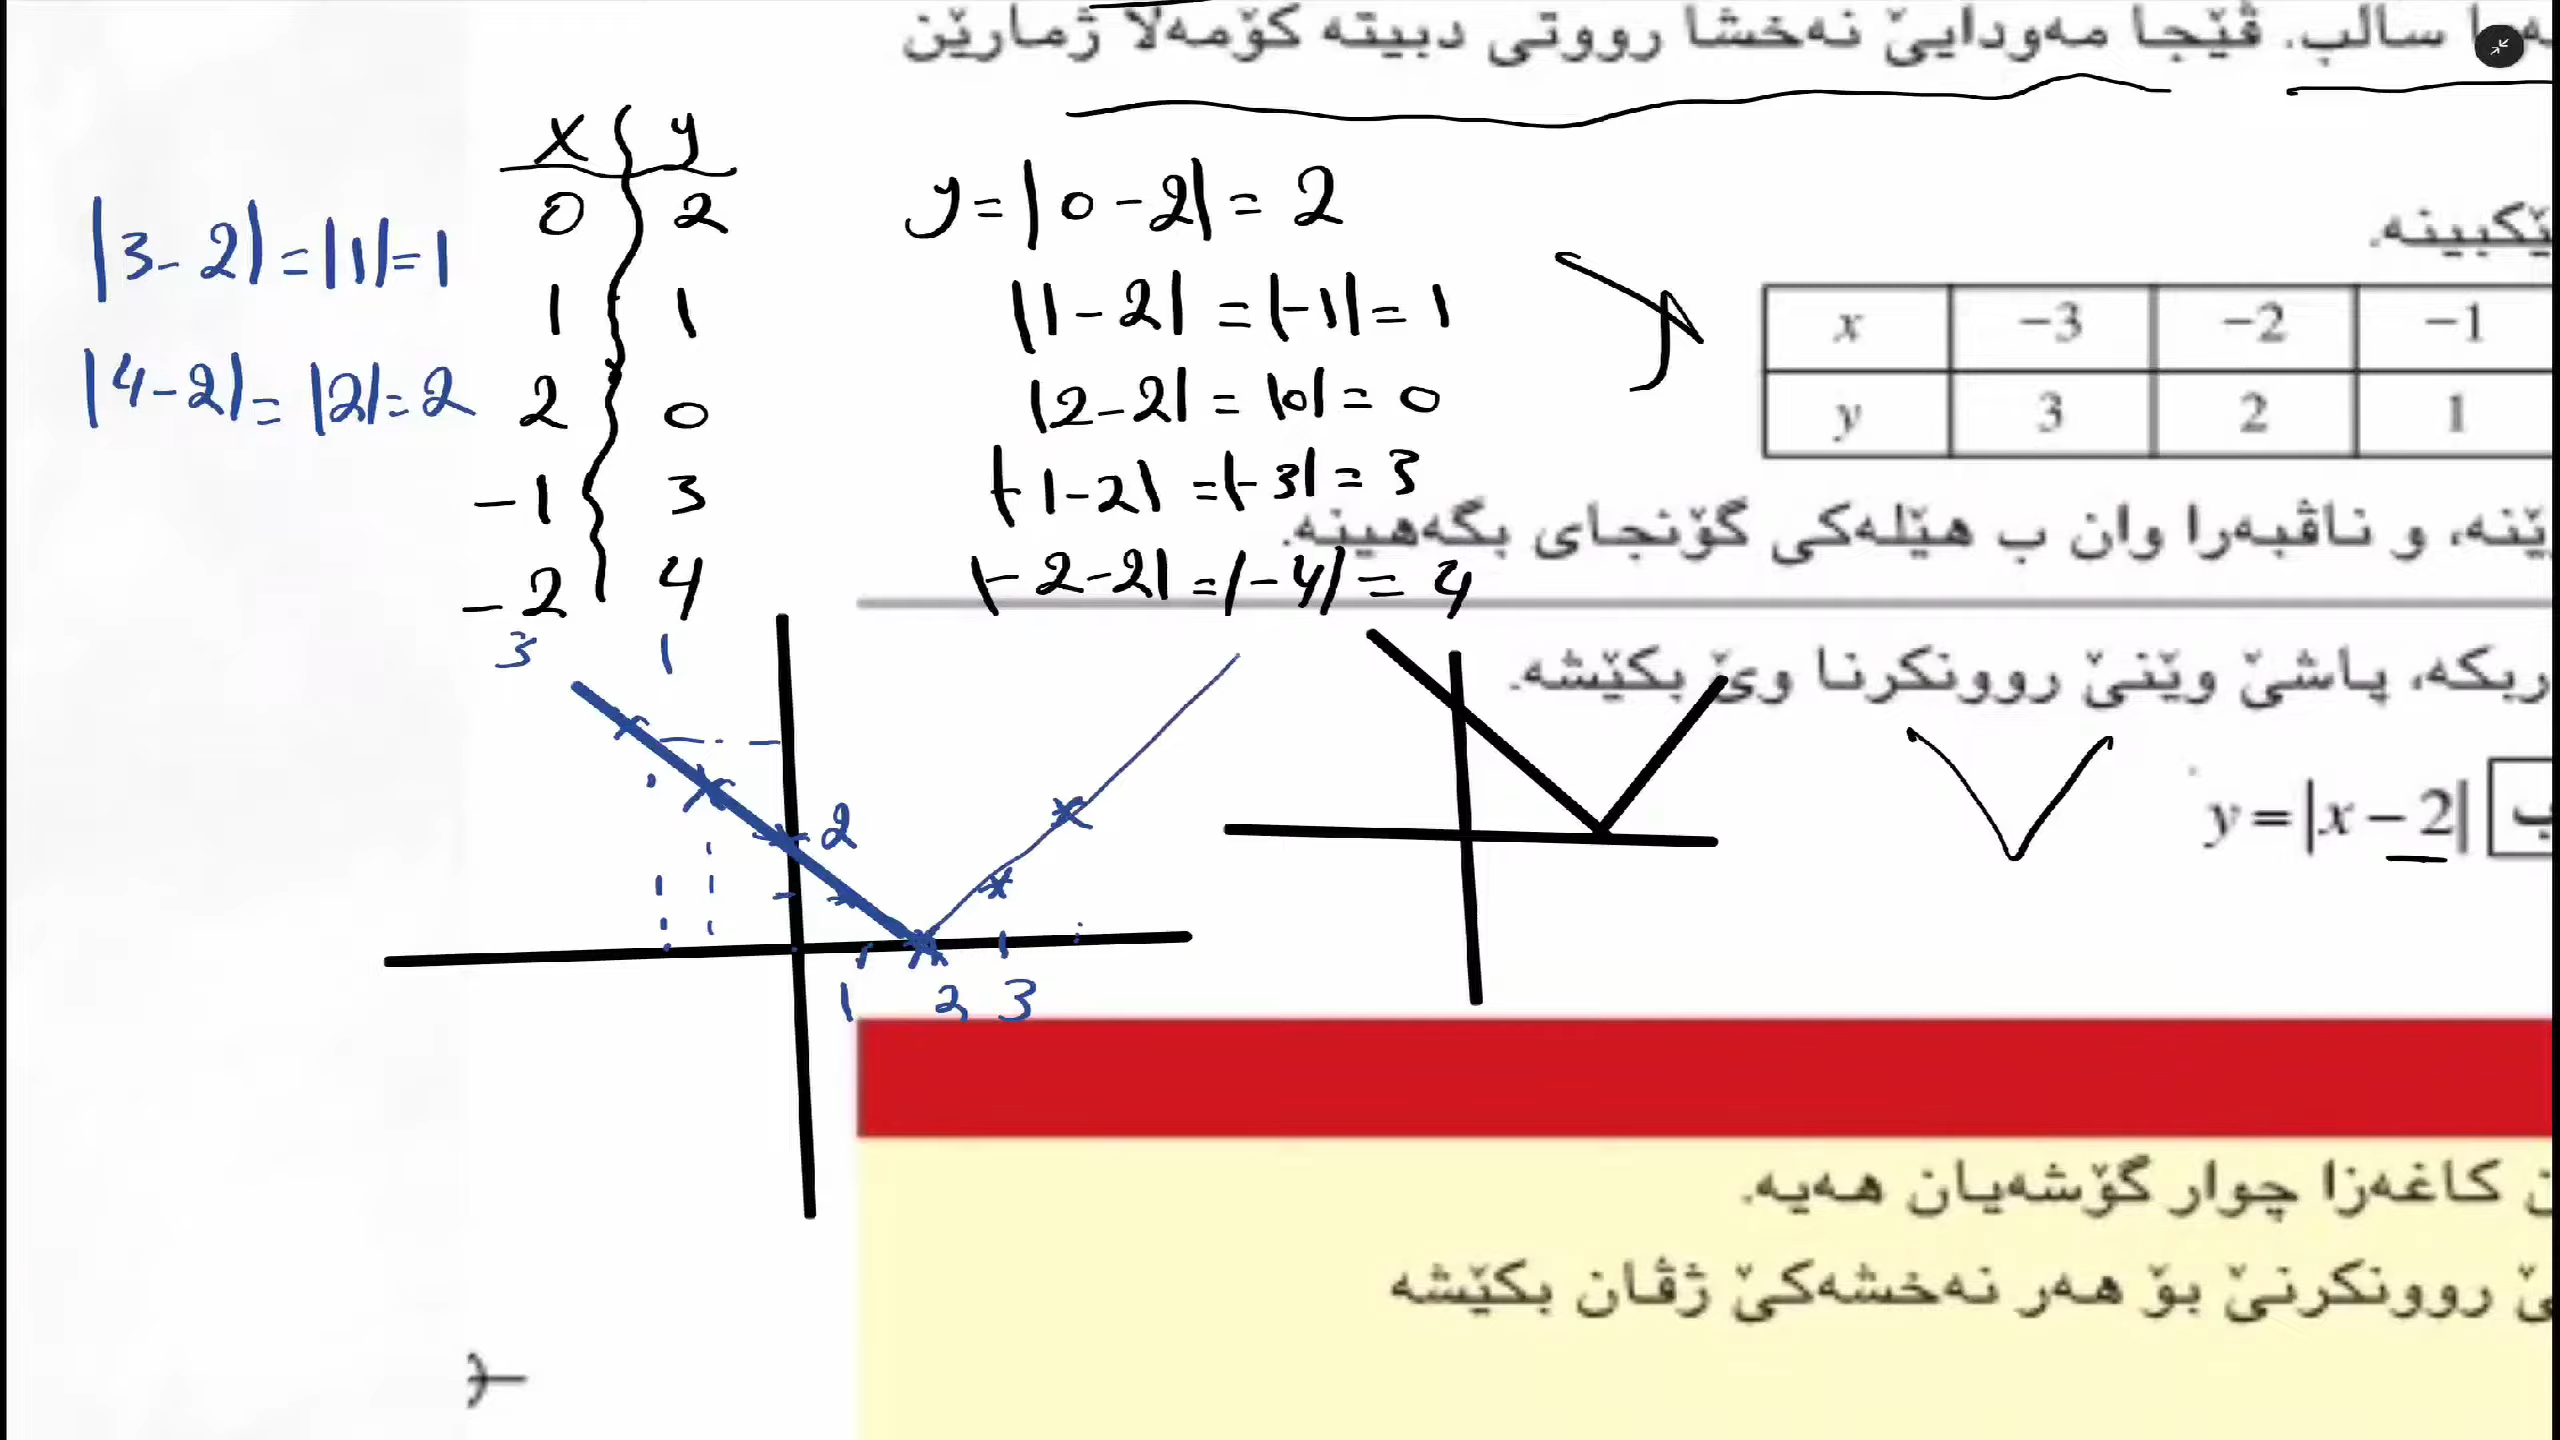 سالب. ڤێجا مەودایێ نەخشا رووتی دبیتە کۆمەلا ژمارێن
x y
0 2
1 1
2 0
-1 3
-2 4
3 1
|3-2|=|1|=1
|4-2|=|2|=2
y=|0-2|=2
|1-2|=|-1|=1
|2-2|=|0|=0
|-1-2|=|-3|=3
|-2-2|=|-4|=4
x −3 −2 −1
y 3 2 1
و ناڤبەرا وان ب هێلەکی گۆنجای بگەهینە.
پاشێ وێنێ روونکرنا وێ بکێشە.
y=|x−2| ب
2
1 2 3
کاغەزا چوار گۆشەیان هەیە.
روونکرنێ بۆ هەر نەخشەکێ ژڤان بکێشە